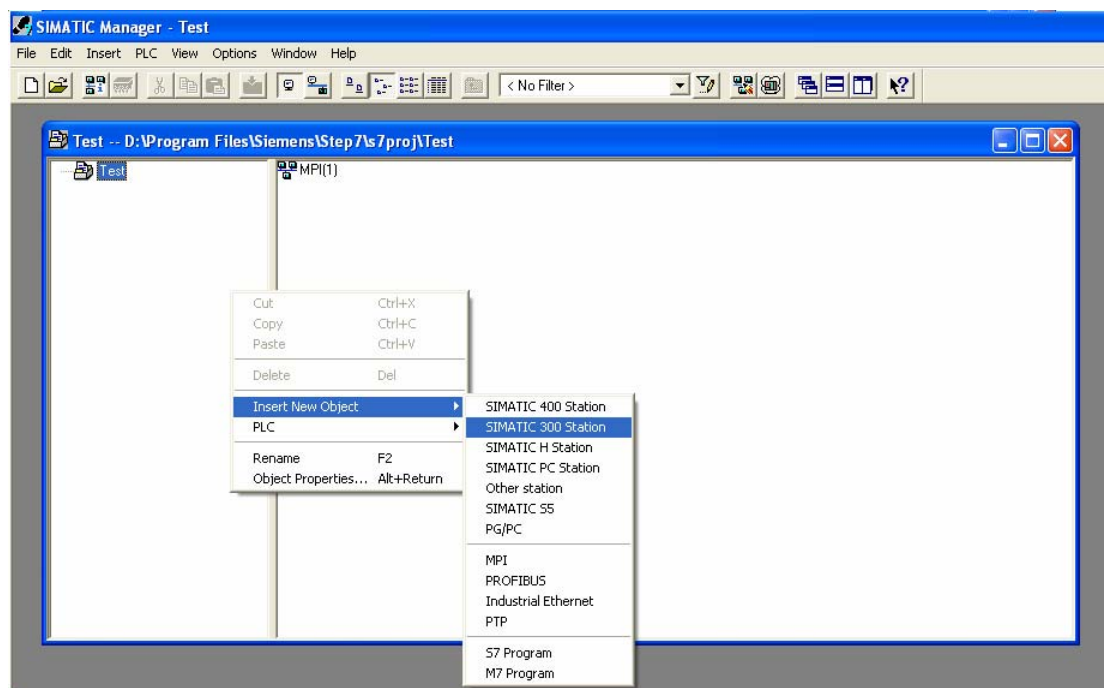 SIMATIC Manager - Test
File Edit Insert PLC View Options Window Help
< No Filter >
Test -- D:\Program Files\Siemens\Step7\s7proj\Test
Test
MPI(1)
Cut Ctrl+X
Copy Ctrl+C
Paste Ctrl+V
Delete Del
Insert New Object
PLC
Rename F2
Object Properties... Alt+Return
SIMATIC 400 Station
SIMATIC 300 Station
SIMATIC H Station
SIMATIC PC Station
Other station
SIMATIC S5
PG/PC
MPI
PROFIBUS
Industrial Ethernet
PTP
S7 Program
M7 Program